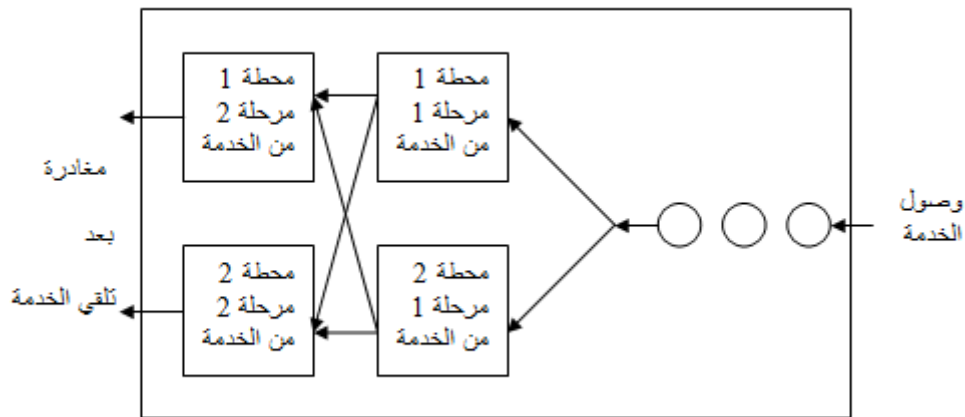 وصول
الخدمة
محطة 1
مرحلة 1
من الخدمة
محطة 2
مرحلة 1
من الخدمة
محطة 1
مرحلة 2
من الخدمة
محطة 2
مرحلة 2
من الخدمة
مغادرة
بعد
تلقي الخدمة